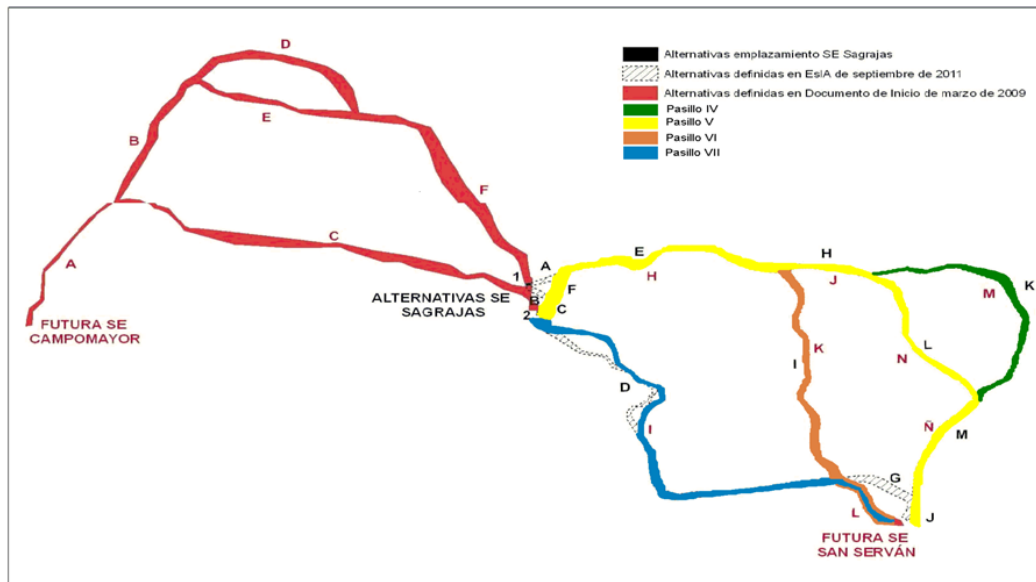 D
E
B
F
C
A
FUTURA SE
CAMPOMAYOR
Alternativas emplazamiento SE Sagrajas
Alternativas definidas en EsIA de septiembre de 2011
Alternativas definidas en Documento de Inicio de marzo de 2009
Pasillo IV
Pasillo V
Pasillo VI
Pasillo VII
1
A
B
2
C
F
ALTERNATIVAS SE
SAGRAJAS
E
H
H
J
M
K
K
I
N
L
D
I
Ñ
M
G
L
J
FUTURA SE
SAN SERVÁN